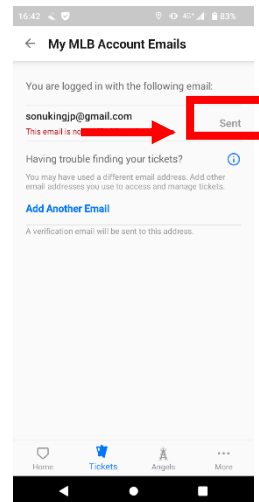 16:42
4G+ 83%
My MLB Account Emails
You are logged in with the following email:
sonukingjp@gmail.com
Sent
This email is no
Having trouble finding your tickets?
You may have used a different email address. Add other
email addresses you use to access and manage tickets.
Add Another Email
A verification email will be sent to this address.
Home Tickets Angels More